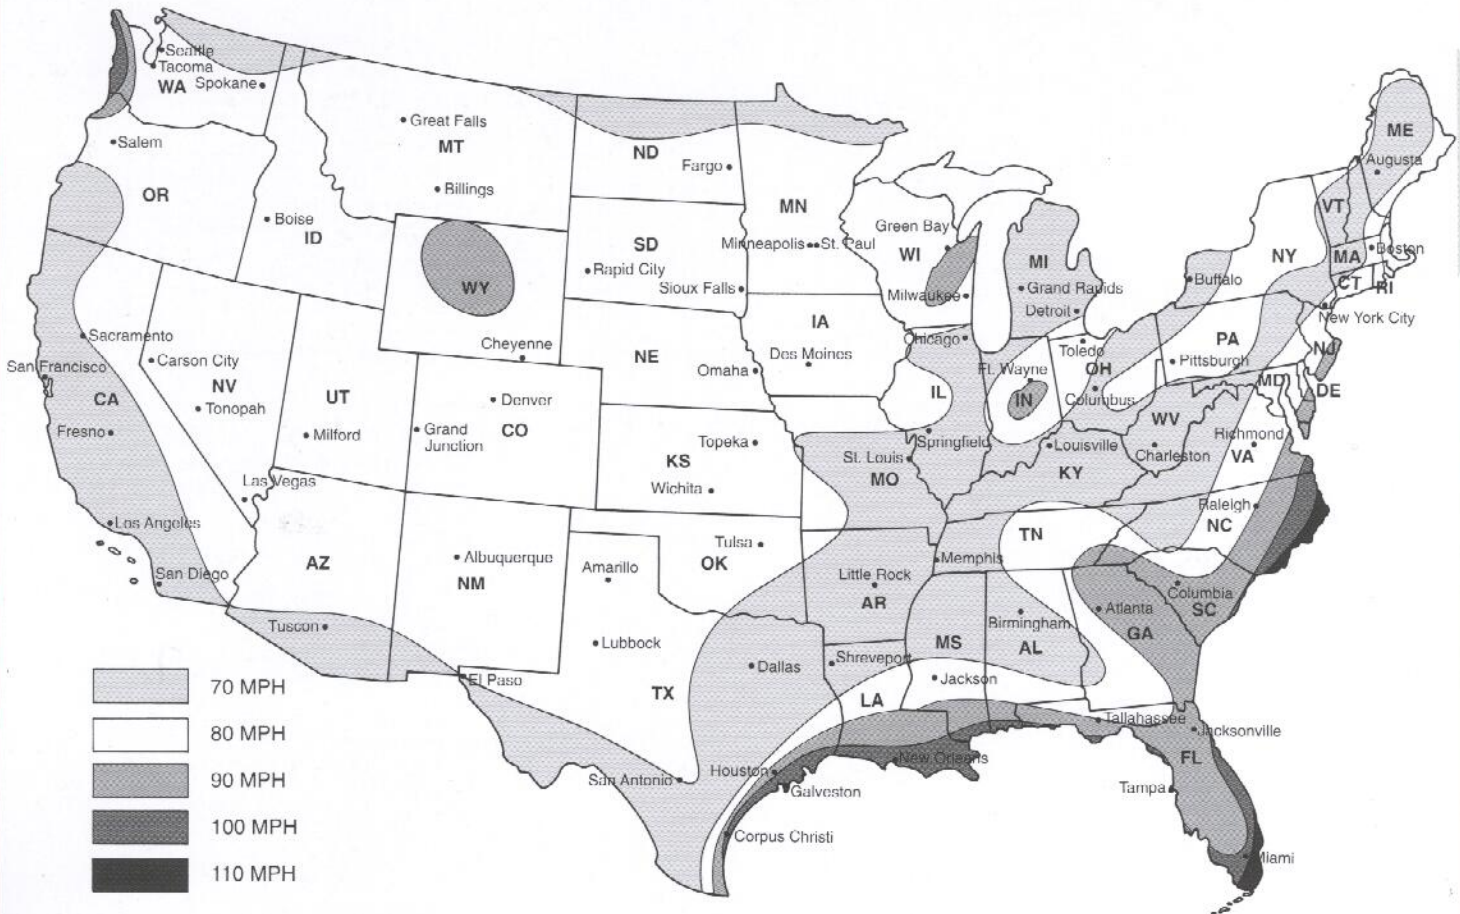 Seattle
Tacoma
WA
Spokane
Great Falls
MT
Billings
ND
Fargo
ME
Augusta
Salem
OR
Boise
ID
MN
Minneapolis
St. Paul
Green Bay
WI
Milwaukee
MI
Grand Rapids
Detroit
VT
NY
Buffalo
MA
Boston
CT
RI
New York City
WY
Cheyenne
SD
Rapid City
Sioux Falls
IA
Des Moines
NE
Omaha
Chicago
IL
Springfield
Ft. Wayne
IN
Toledo
OH
Columbus
PA
Pittsburgh
NJ
MD
DE
Sacramento
San Francisco
CA
Fresno
Carson City
NV
Tonopah
UT
Milford
Denver
Grand
Junction
CO
Topeka
KS
Wichita
St. Louis
MO
Louisville
KY
WV
Charleston
Richmond
VA
Las Vegas
Los Angeles
San Diego
AZ
Tuscon
Albuquerque
NM
Amarillo
Tulsa
OK
Little Rock
AR
Memphis
TN
Raleigh
NC
Columbia
SC
Atlanta
GA
Birmingham
AL
MS
Jackson
Lubbock
Dallas
Shreveport
LA
El Paso
TX
San Antonio
Houston
Galveston
Corpus Christi
New Orleans
Tallahassee
Jacksonville
FL
Tampa
Miami
70 MPH
80 MPH
90 MPH
100 MPH
110 MPH